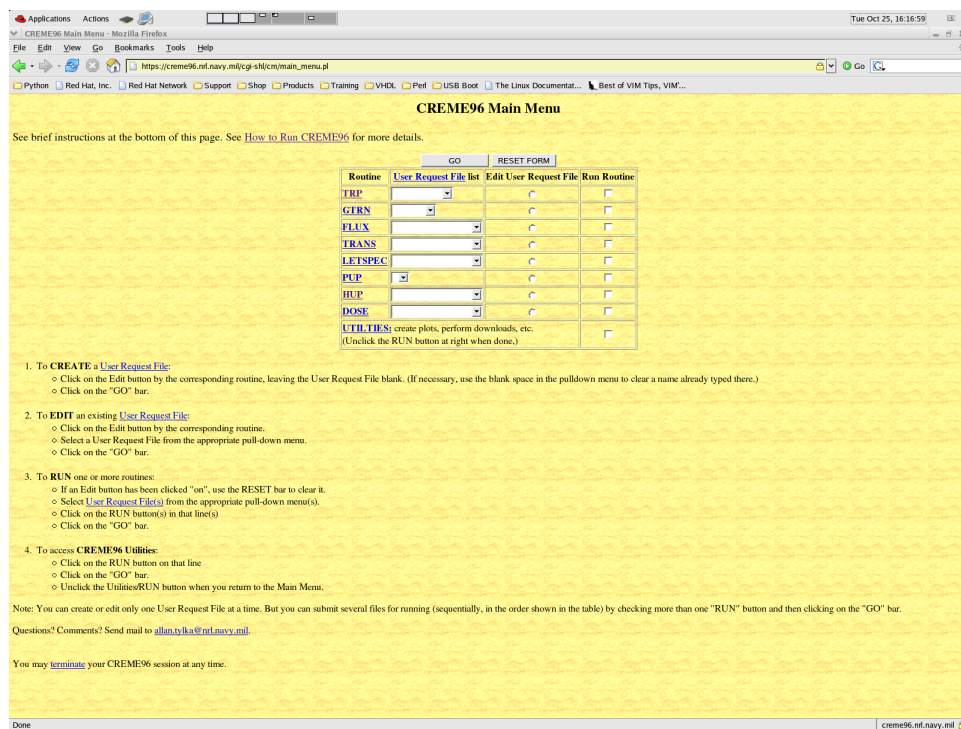 Applications Actions
Tue Oct 25, 16:16:59
CREME96 Main Menu - Mozilla Firefox
File Edit View Go Bookmarks Tools Help
https://creme96.nrl.navy.mil/cgi-shl/cm/main_menu.pl
Go
Python Red Hat, Inc. Red Hat Network Support Shop Products Training VHDL Perl USB Boot The Linux Documentat... Best of VIM Tips, VIM'...
CREME96 Main Menu
See brief instructions at the bottom of this page. See How to Run CREME96 for more details.
GO RESET FORM
Routine User Request File list Edit User Request File Run Routine
TRP
GTRN
FLUX
TRANS
LETSPEC
PUP
HUP
DOSE
UTILTIES: create plots, perform downloads, etc.
(Unclick the RUN button at right when done,)
1. To CREATE a User Request File:
Click on the Edit button by the corresponding routine, leaving the User Request File blank. (If necessary, use the blank space in the pulldown menu to clear a name already typed there.)
Click on the "GO" bar.
2. To EDIT an existing User Request File:
Click on the Edit button by the corresponding routine.
Select a User Request File from the appropriate pull-down menu.
Click on the "GO" bar.
3. To RUN one or more routines:
If an Edit button has been clicked "on", use the RESET bar to clear it.
Select User Request File(s) from the appropriate pull-down menu(s).
Click on the RUN button(s) in that line(s)
Click on the "GO" bar.
4. To access CREME96 Utilities:
Click on the RUN button on that line
Click on the "GO" bar.
Unclick the Utilities/RUN button when you return to the Main Menu.
Note: You can create or edit only one User Request File at a time. But you can submit several files for running (sequentially, in the order shown in the table) by checking more than one "RUN" button and then clicking on the "GO" bar.
Questions? Comments? Send mail to allan.tylka@nrl.navy.mil.
You may terminate your CREME96 session at any time.
Done
creme96.nrl.navy.mil